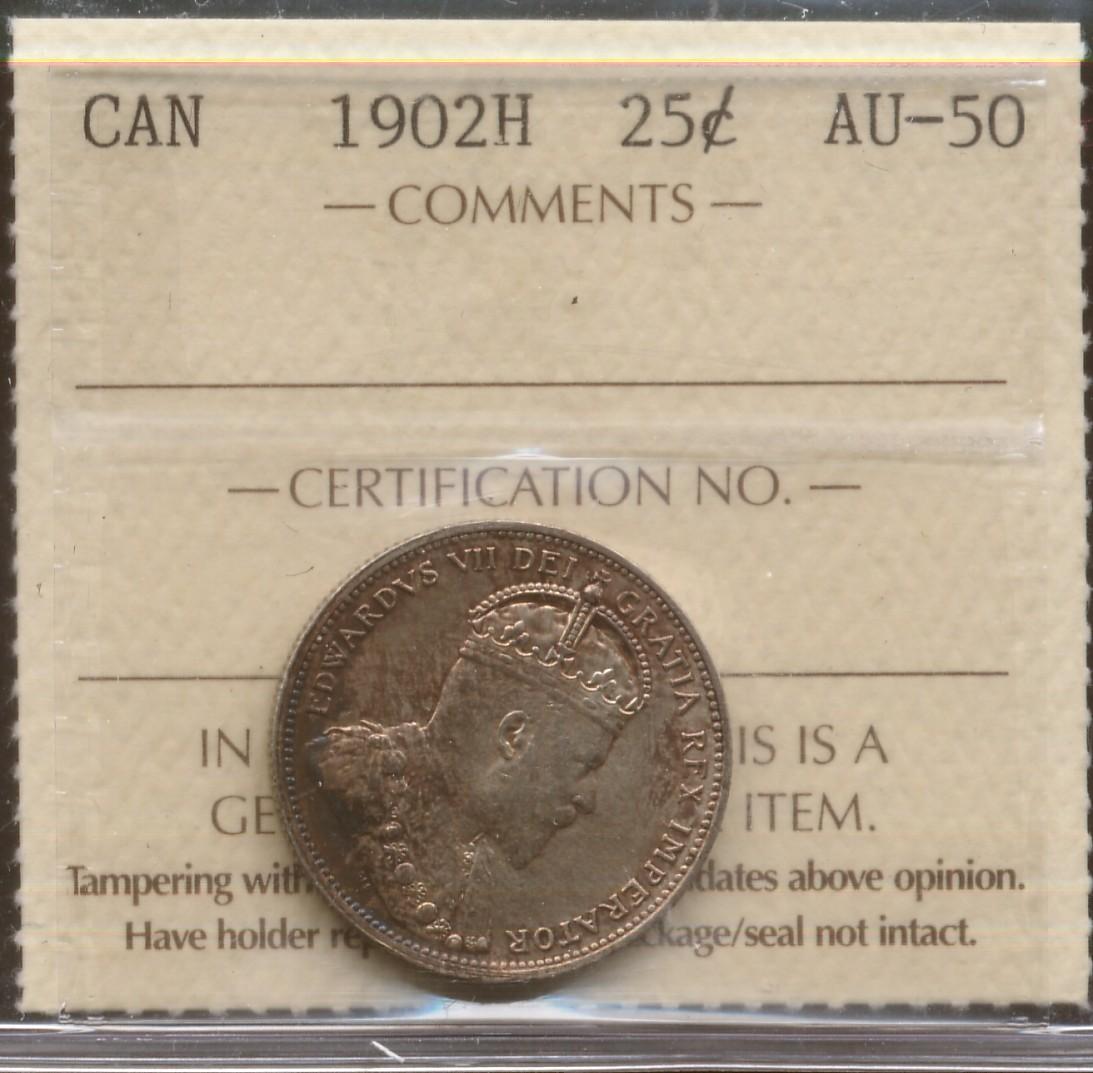 CAN 1902H 25¢ AU-50
— COMMENTS —
— CERTIFICATION NO. —
EDWARDVS VII DEI GRATIA REX IMPERATOR
IN IS IS A
GE ITEM.
Tampering with dates above opinion.
Have holder rep ckage/seal not intact.